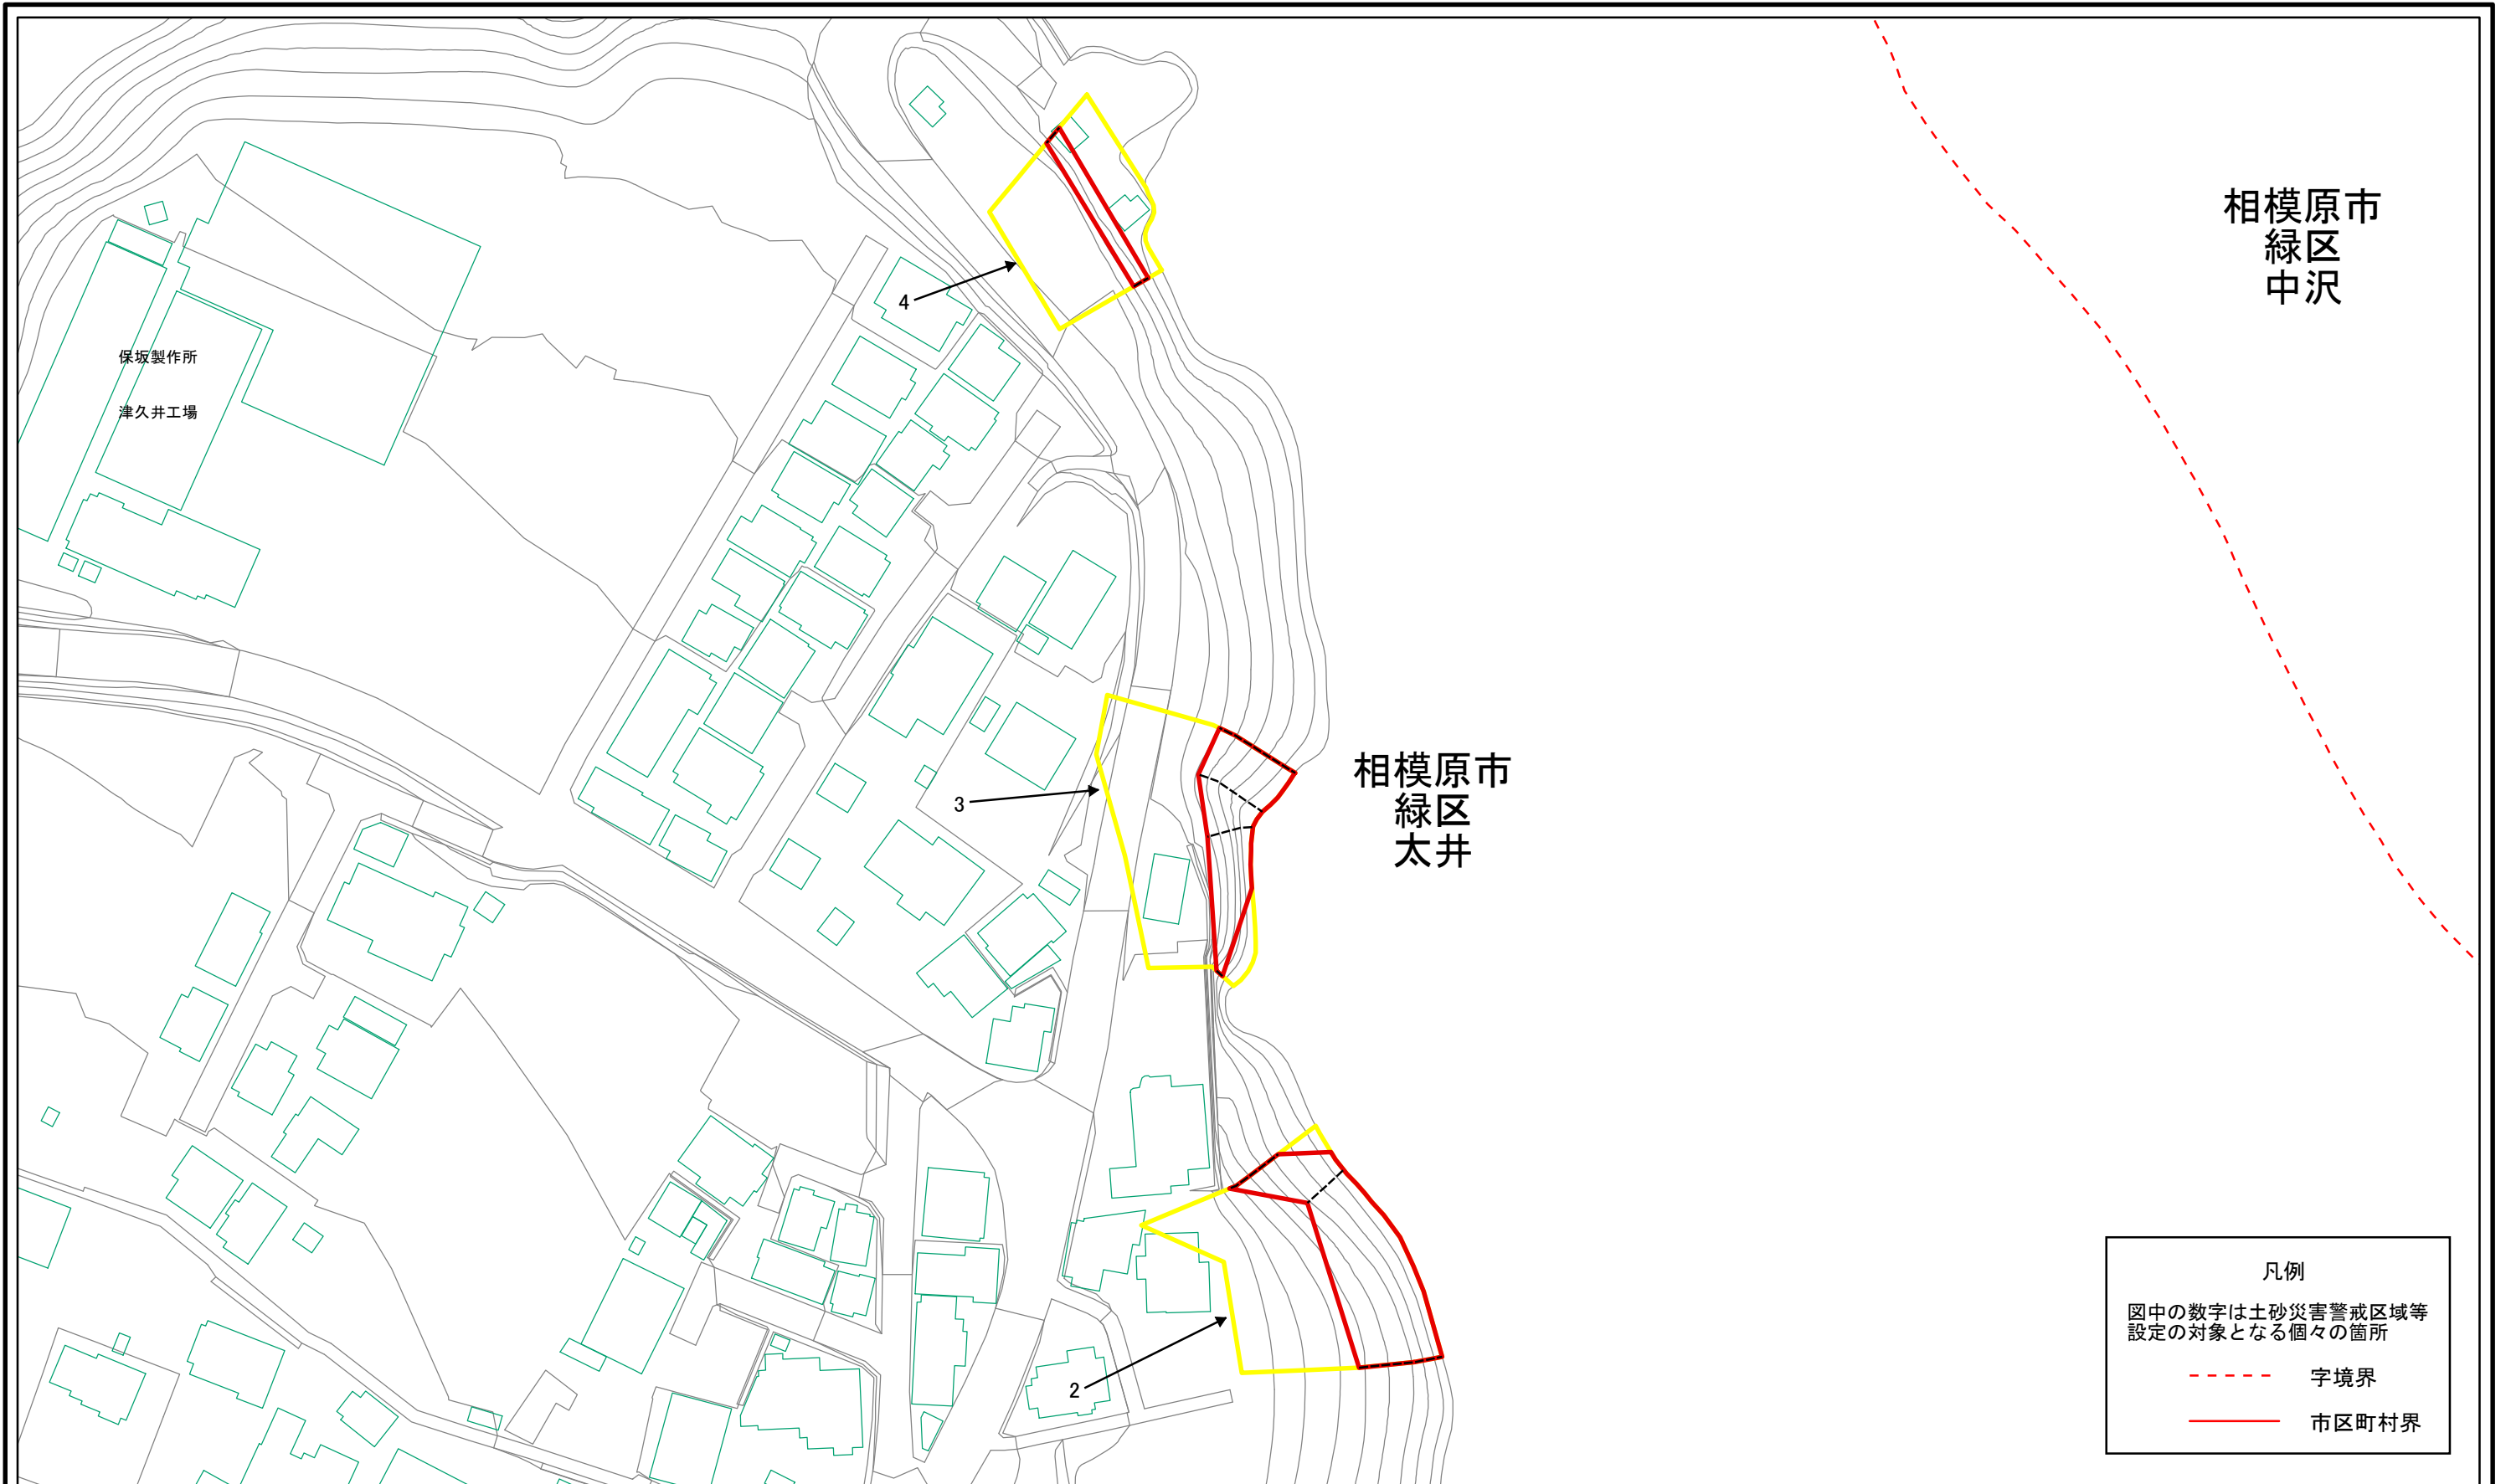 相模原市
緑区
中沢
4
保坂製作所
津久井工場
相模原市
緑区
太井
3
2
凡例
図中の数字は土砂災害警戒区域等
設定の対象となる個々の箇所
字境界
市区町村界